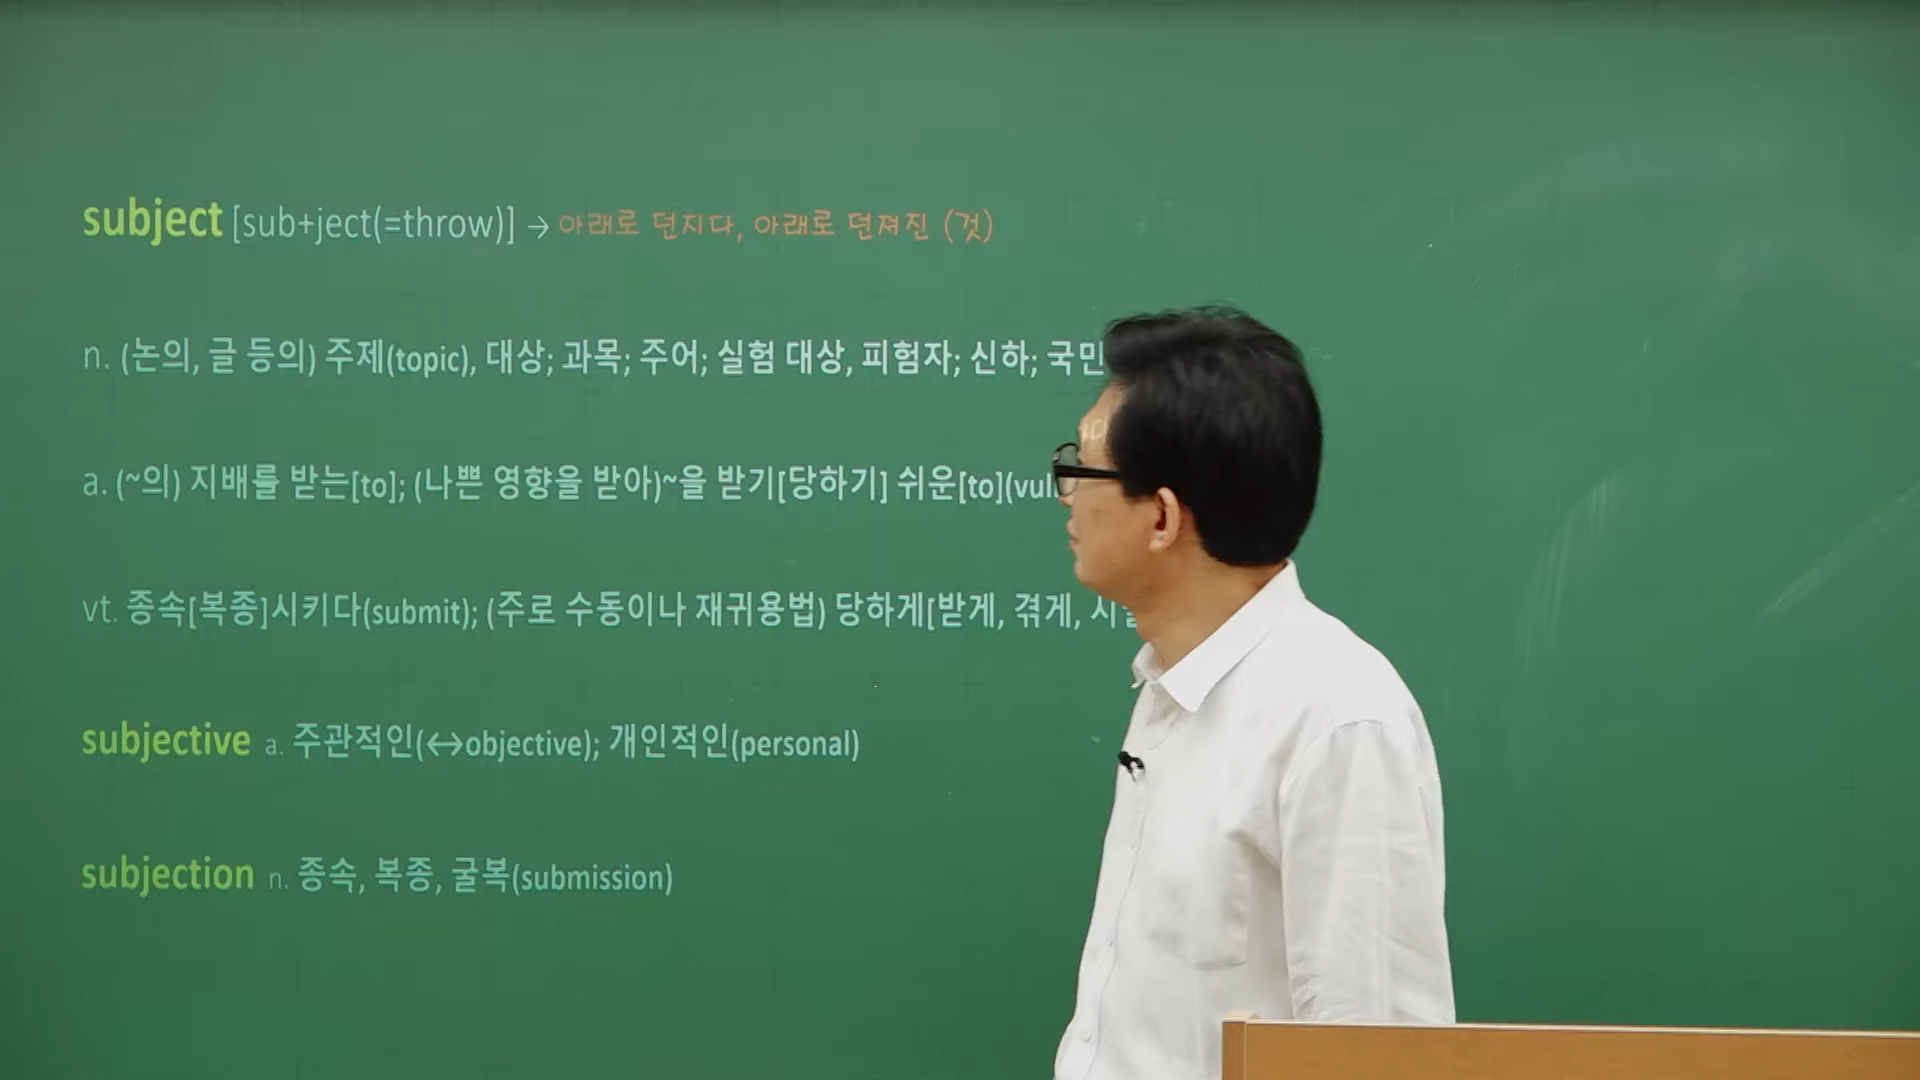 subject [sub+ject(=throw)] → 아래로 던지다, 아래로 던져진 (것)
n. (논의, 글 등의) 주제(topic), 대상; 과목; 주어; 실험 대상, 피험자; 신하; 국민
a. (~의) 지배를 받는[to]; (나쁜 영향을 받아)~을 받기[당하기] 쉬운[to](vul
vt. 종속[복종]시키다(submit); (주로 수동이나 재귀용법) 당하게[받게, 겪게,
subjective a. 주관적인(↔objective); 개인적인(personal)
subjection n. 종속, 복종, 굴복(submission)